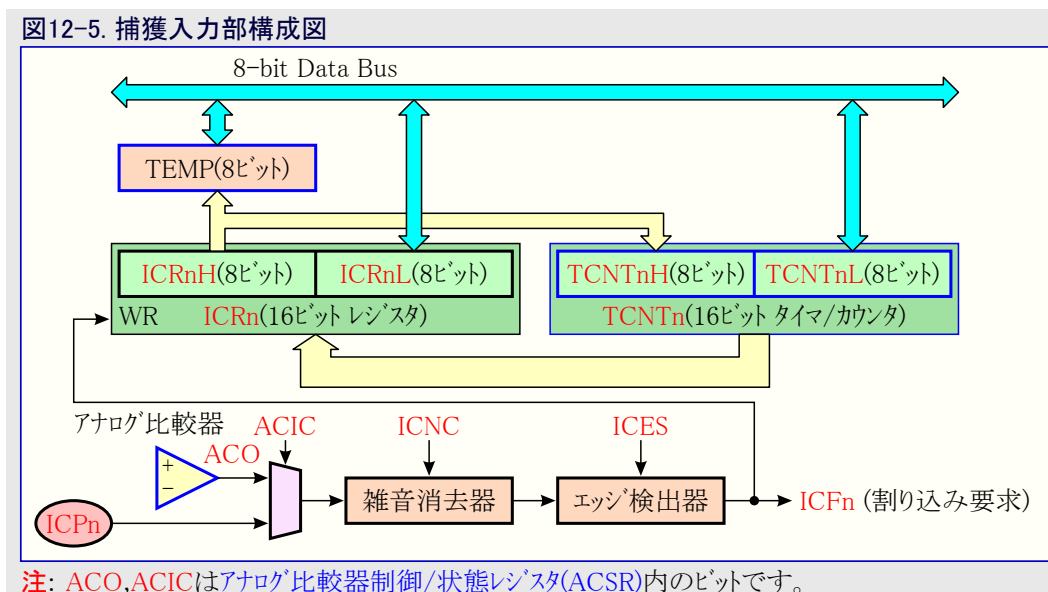 図12-5. 捕獲入力部構成図
8-bit Data Bus
TEMP(8ﾋﾞｯﾄ)
ICRnH(8ﾋﾞｯﾄ) ICRnL(8ﾋﾞｯﾄ)
TCNTnH(8ﾋﾞｯﾄ) TCNTnL(8ﾋﾞｯﾄ)
WR ICRn(16ﾋﾞｯﾄ ﾚｼﾞｽﾀ)
TCNTn(16ﾋﾞｯﾄ ﾀｲﾏ/ｶｳﾝﾀ)
ｱﾅﾛｸﾞ比較器
ACIC
ICNC
ICES
ACO
+
−
雑音消去器
ｴｯｼﾞ検出器
ICFn (割り込み要求)
ICPn
注: ACO,ACICはｱﾅﾛｸﾞ比較器制御/状態ﾚｼﾞｽﾀ(ACSR)内のﾋﾞｯﾄです。